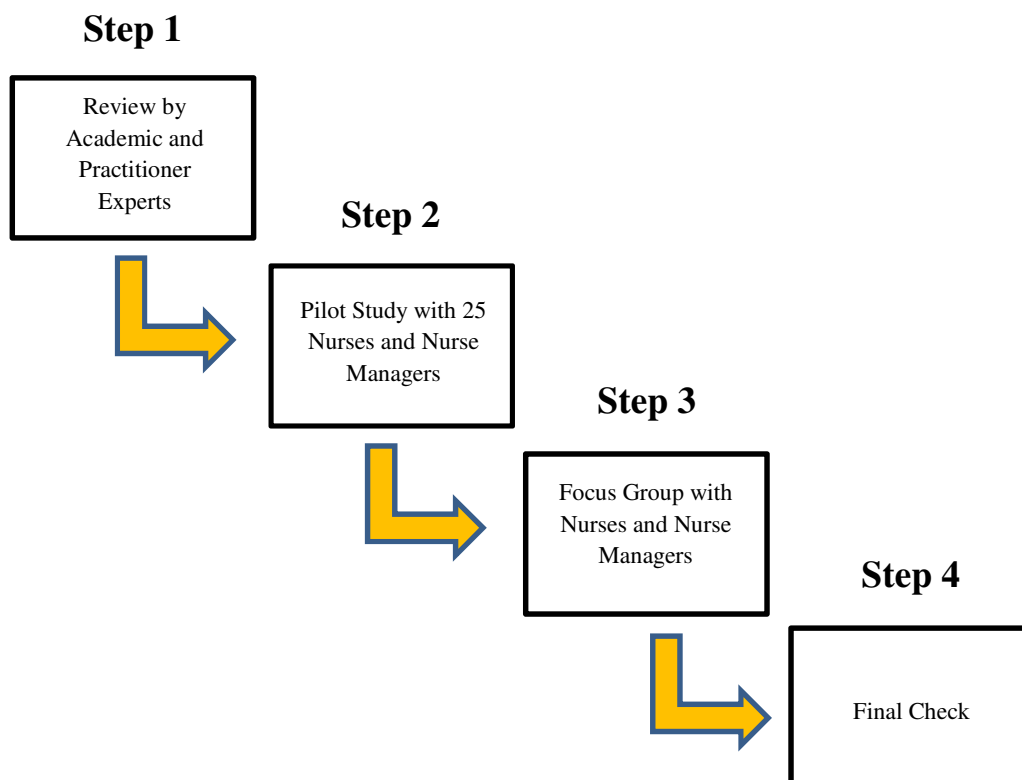 Step 1
Review by
Academic and
Practitioner
Experts
Step 2
Pilot Study with 25
Nurses and Nurse
Managers
Step 3
Focus Group with
Nurses and Nurse
Managers
Step 4
Final Check